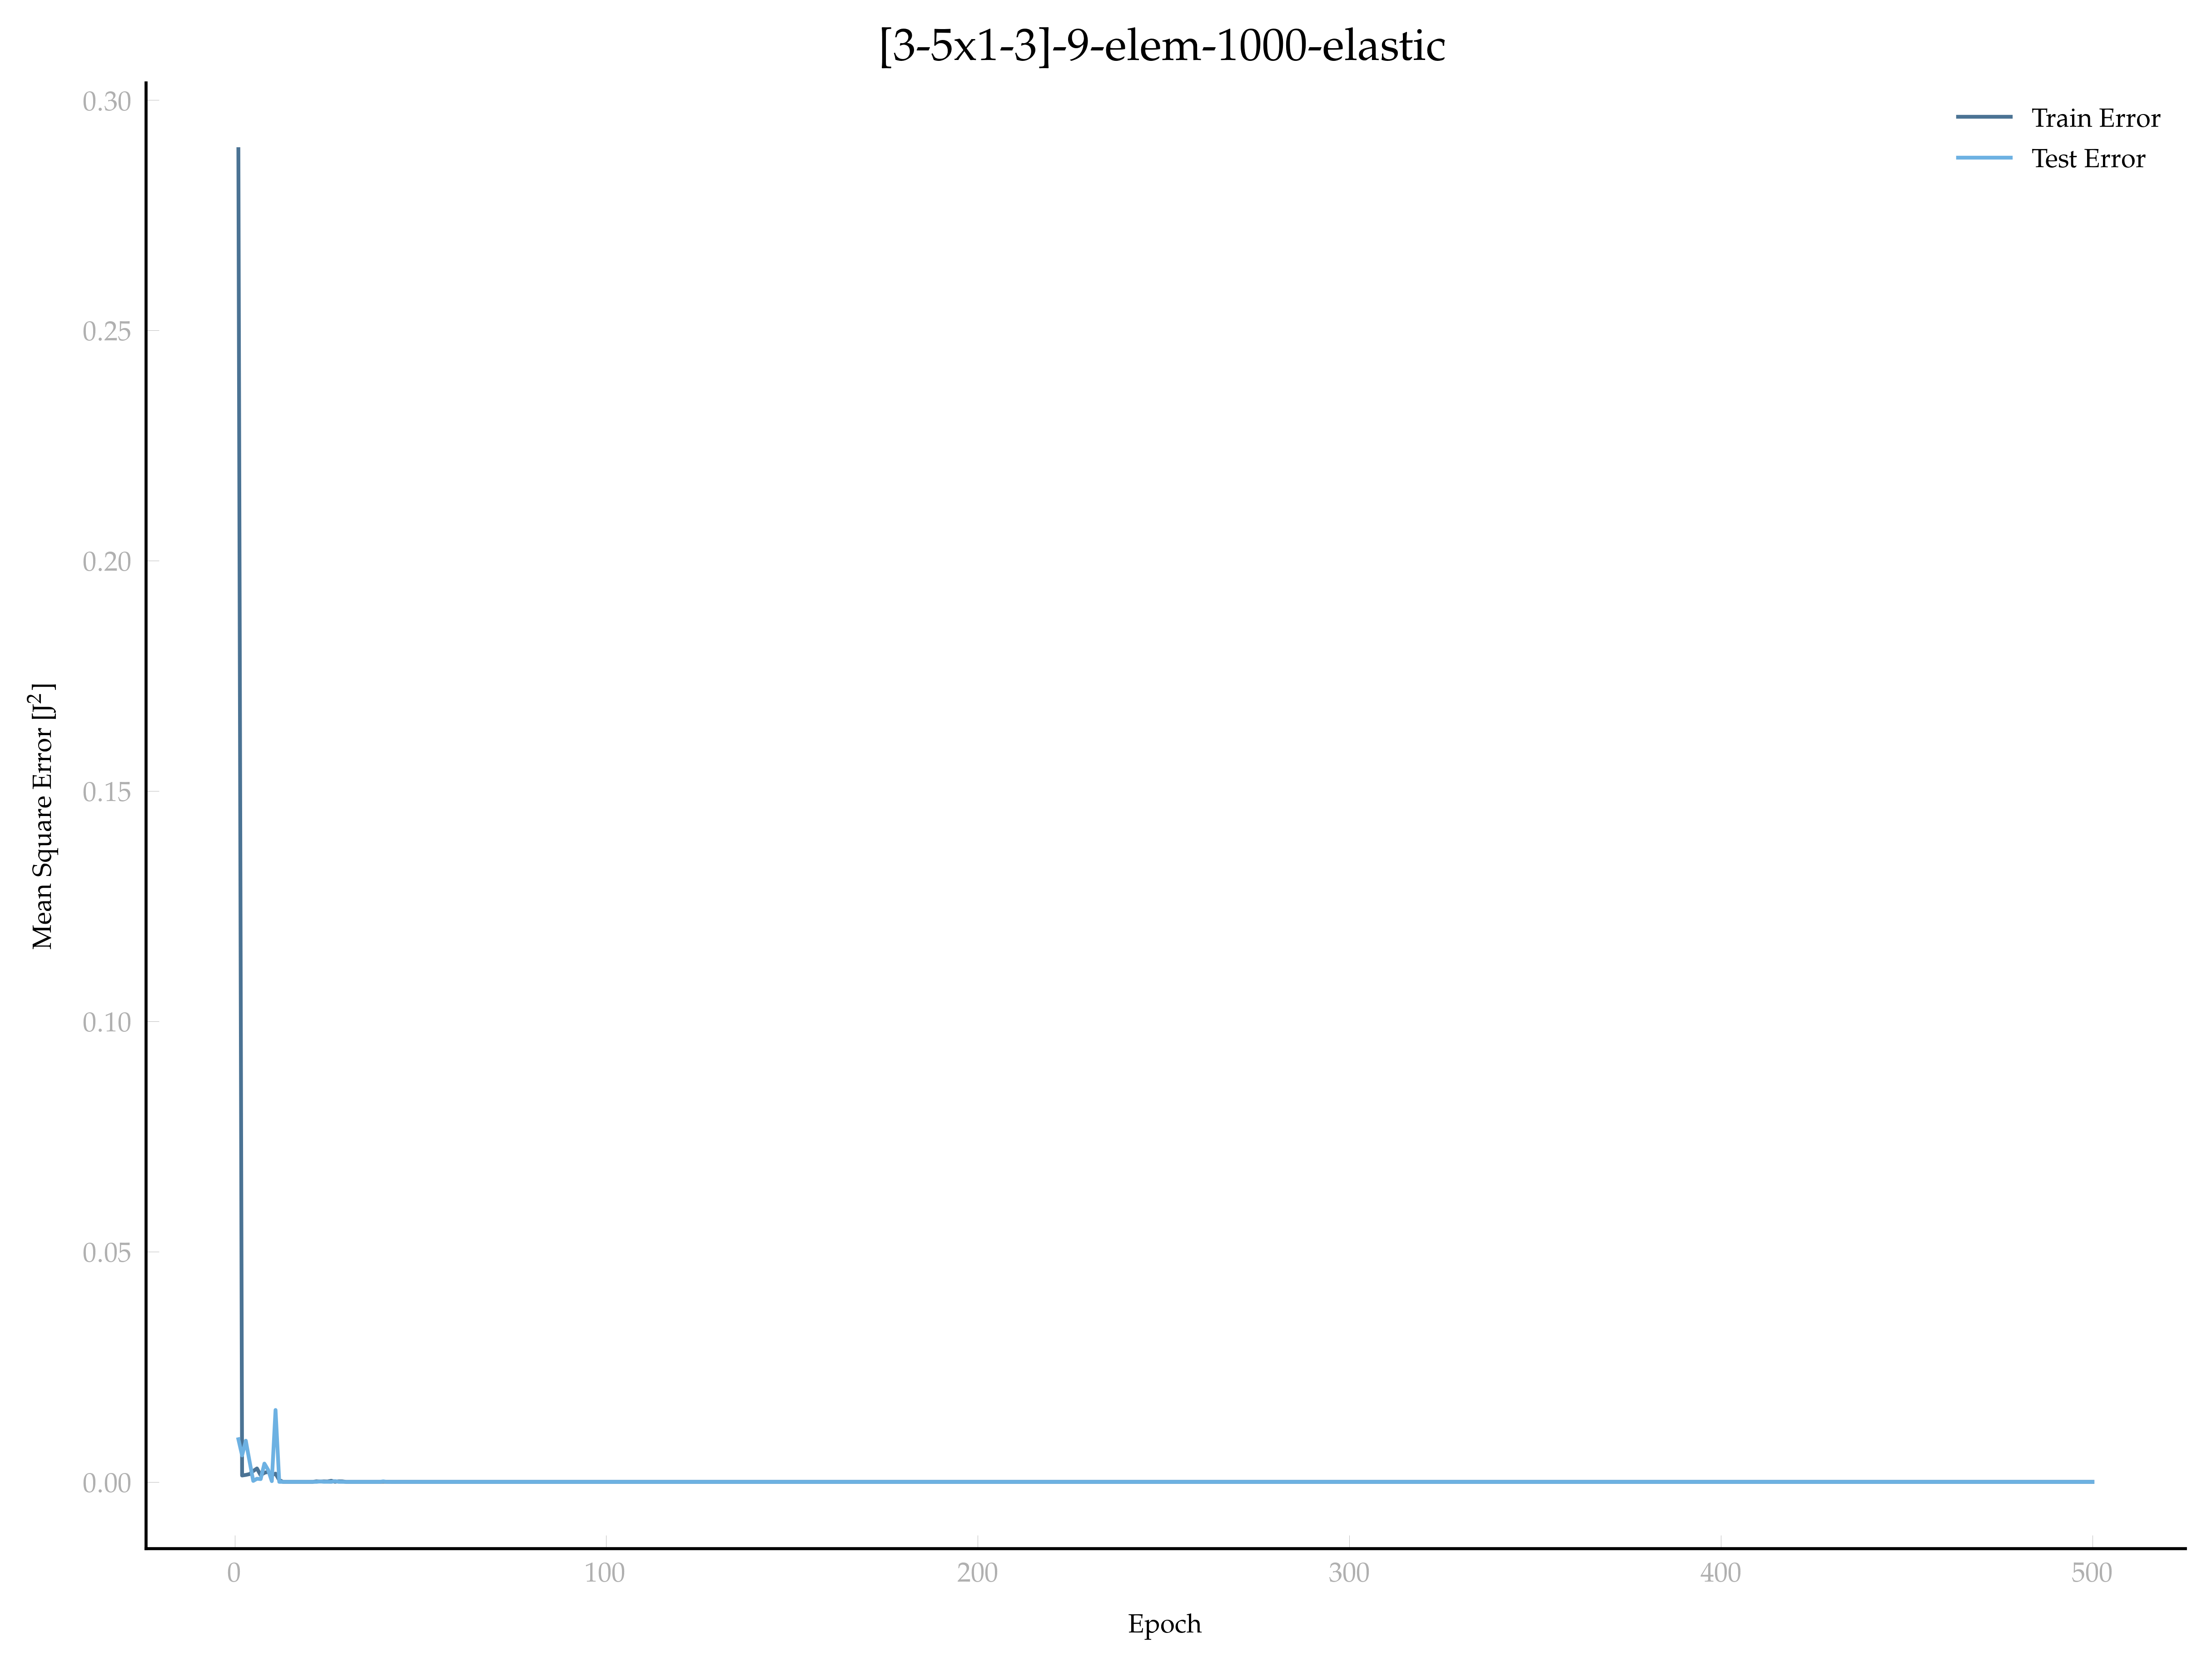 [3-5x1-3]-9-elem-1000-elastic
Train Error
Test Error
0.30
0.25
0.20
0.15
0.10
0.05
0.00
Mean Square Error [J²]
0
100
200
300
400
500
Epoch